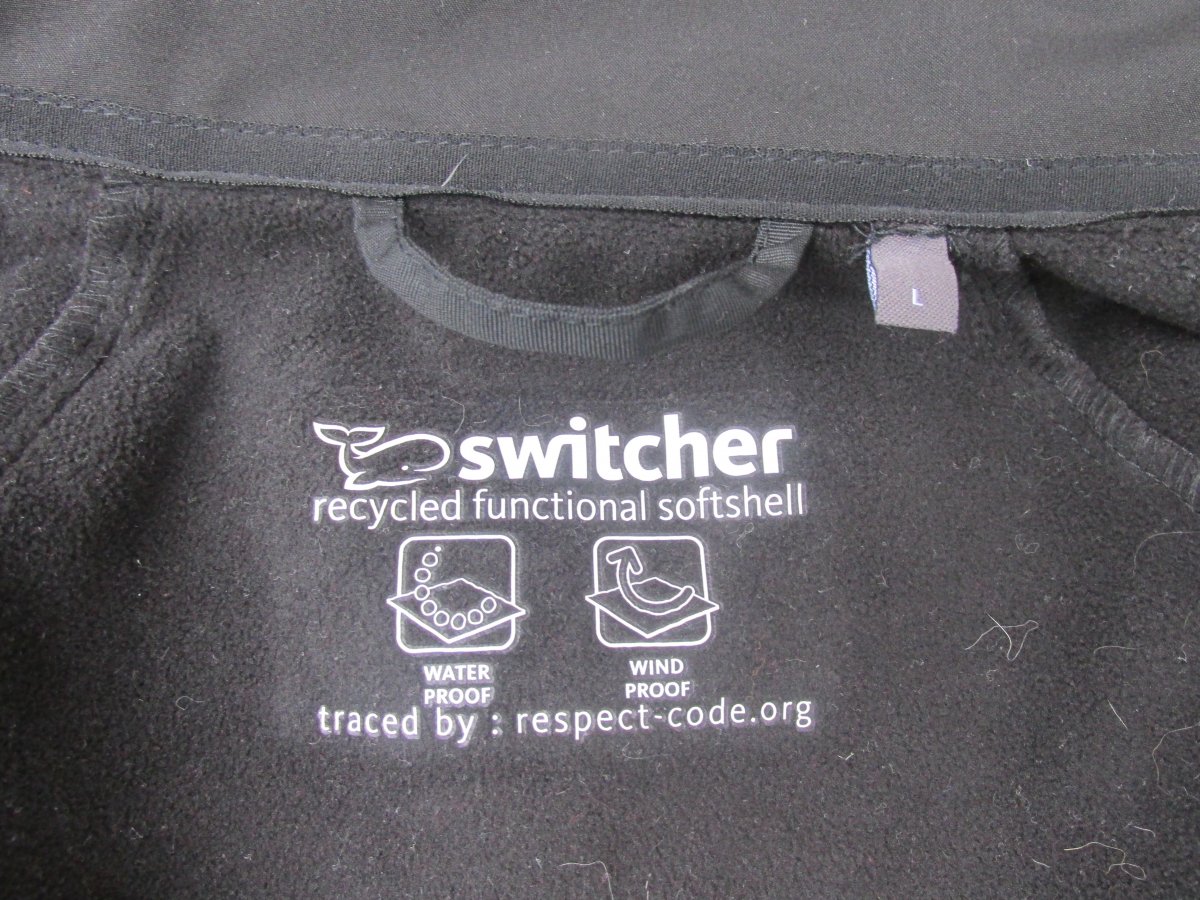 L
switcher
recycled functional softshell
WATER
PROOF
WIND
PROOF
traced by : respect-code.org